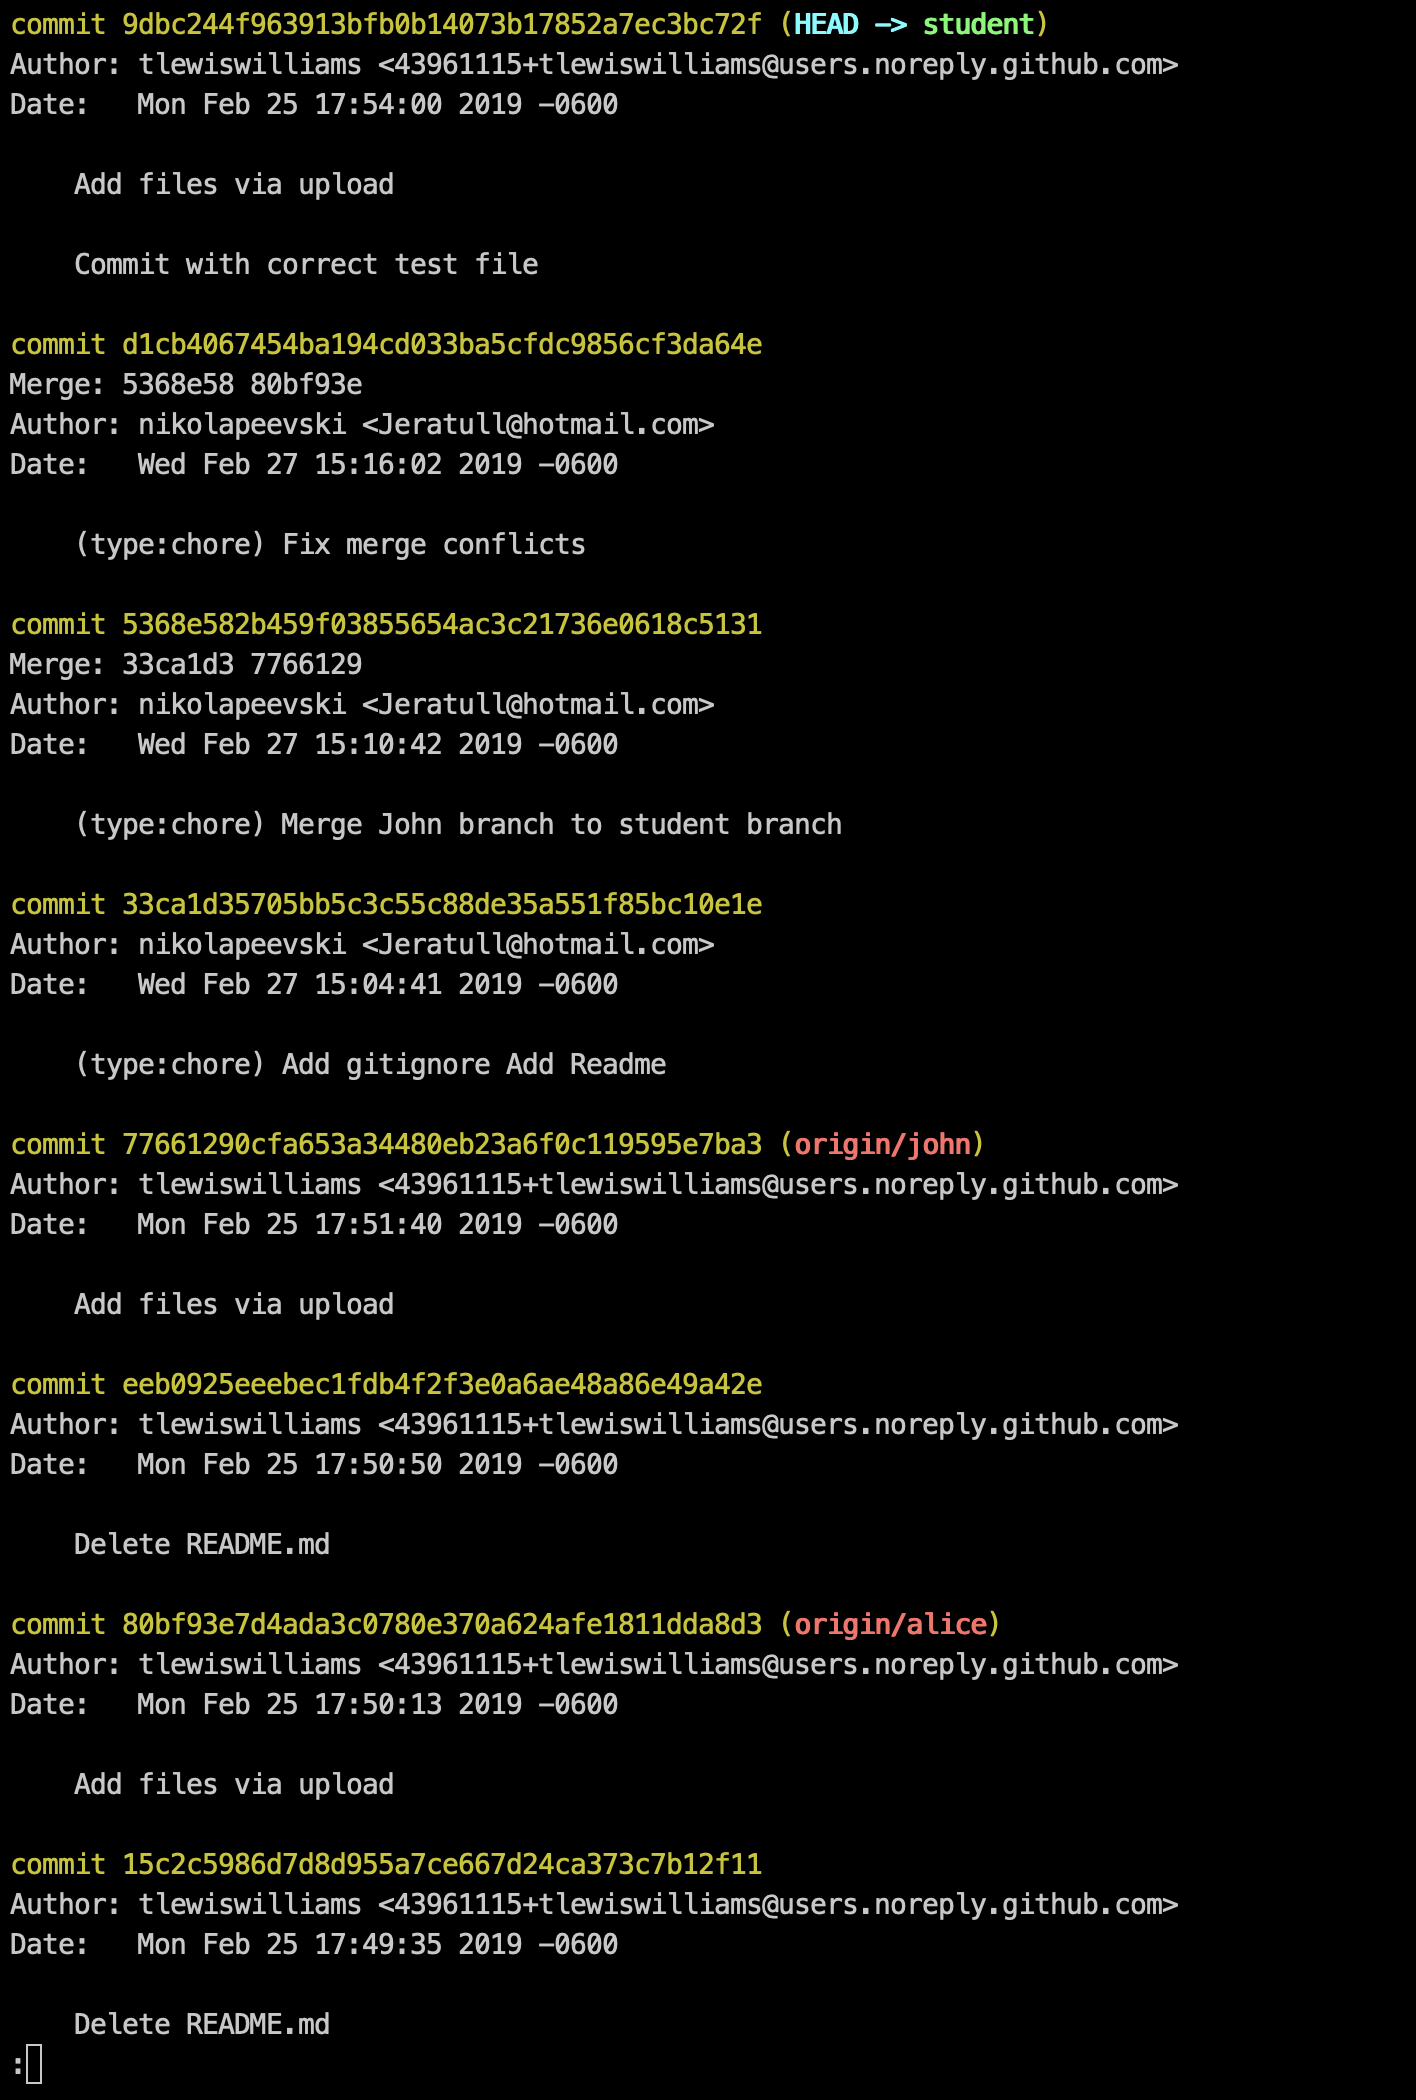 commit 9dbc244f963913bfb0b14073b17852a7ec3bc72f (HEAD -> student)
Author: tlewiswilliams <43961115+tlewiswilliams@users.noreply.github.com>
Date:   Mon Feb 25 17:54:00 2019 -0600

    Add files via upload

    Commit with correct test file

commit d1cb4067454ba194cd033ba5cfdc9856cf3da64e
Merge: 5368e58 80bf93e
Author: nikolapeevski <Jeratull@hotmail.com>
Date:   Wed Feb 27 15:16:02 2019 -0600

    (type:chore) Fix merge conflicts

commit 5368e582b459f03855654ac3c21736e0618c5131
Merge: 33ca1d3 7766129
Author: nikolapeevski <Jeratull@hotmail.com>
Date:   Wed Feb 27 15:10:42 2019 -0600

    (type:chore) Merge John branch to student branch

commit 33ca1d35705bb5c3c55c88de35a551f85bc10e1e
Author: nikolapeevski <Jeratull@hotmail.com>
Date:   Wed Feb 27 15:04:41 2019 -0600

    (type:chore) Add gitignore Add Readme

commit 77661290cfa653a34480eb23a6f0c119595e7ba3 (origin/john)
Author: tlewiswilliams <43961115+tlewiswilliams@users.noreply.github.com>
Date:   Mon Feb 25 17:51:40 2019 -0600

    Add files via upload

commit eeb0925eeebec1fdb4f2f3e0a6ae48a86e49a42e
Author: tlewiswilliams <43961115+tlewiswilliams@users.noreply.github.com>
Date:   Mon Feb 25 17:50:50 2019 -0600

    Delete README.md

commit 80bf93e7d4ada3c0780e370a624afe1811dda8d3 (origin/alice)
Author: tlewiswilliams <43961115+tlewiswilliams@users.noreply.github.com>
Date:   Mon Feb 25 17:50:13 2019 -0600

    Add files via upload

commit 15c2c5986d7d8d955a7ce667d24ca373c7b12f11
Author: tlewiswilliams <43961115+tlewiswilliams@users.noreply.github.com>
Date:   Mon Feb 25 17:49:35 2019 -0600

    Delete README.md
: